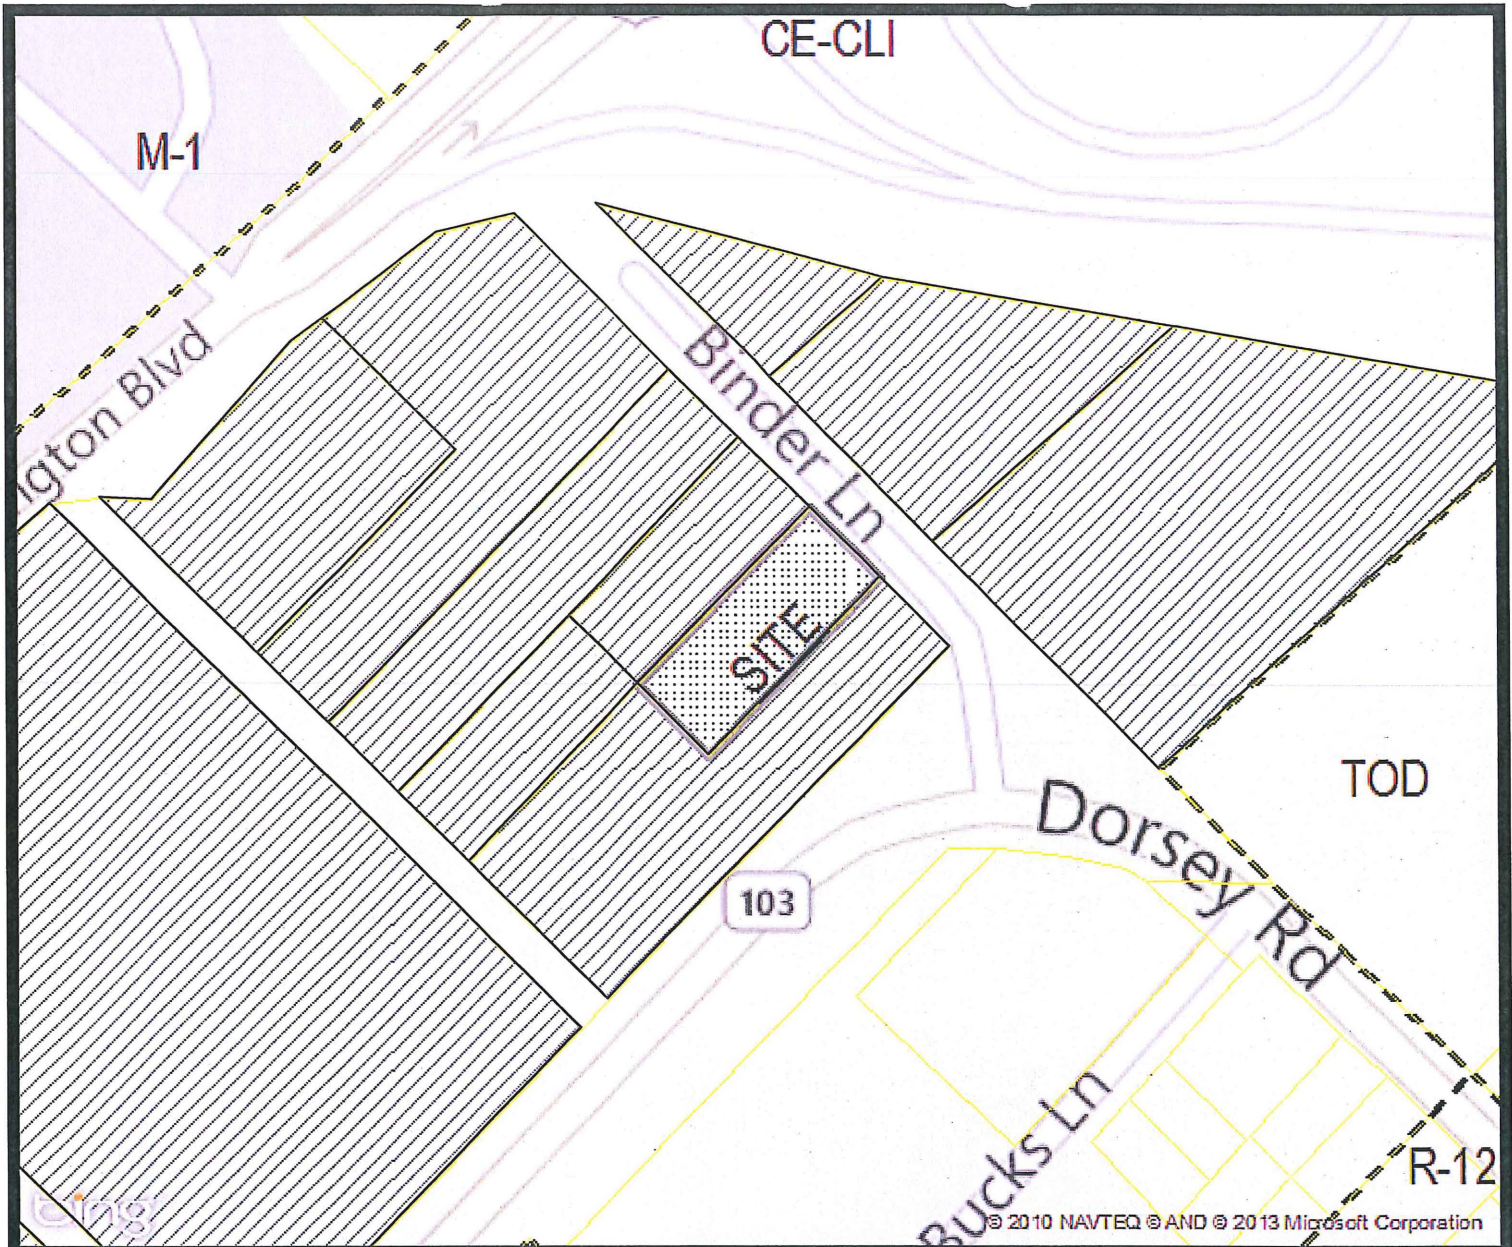 CE-CLI
M-1
ington Blvd
Binder Ln
SITE
TOD
Dorsey Rd
103
Bucks Ln
R-12
bing
© 2010 NAVTEQ © AND © 2013 Microsoft Corporation